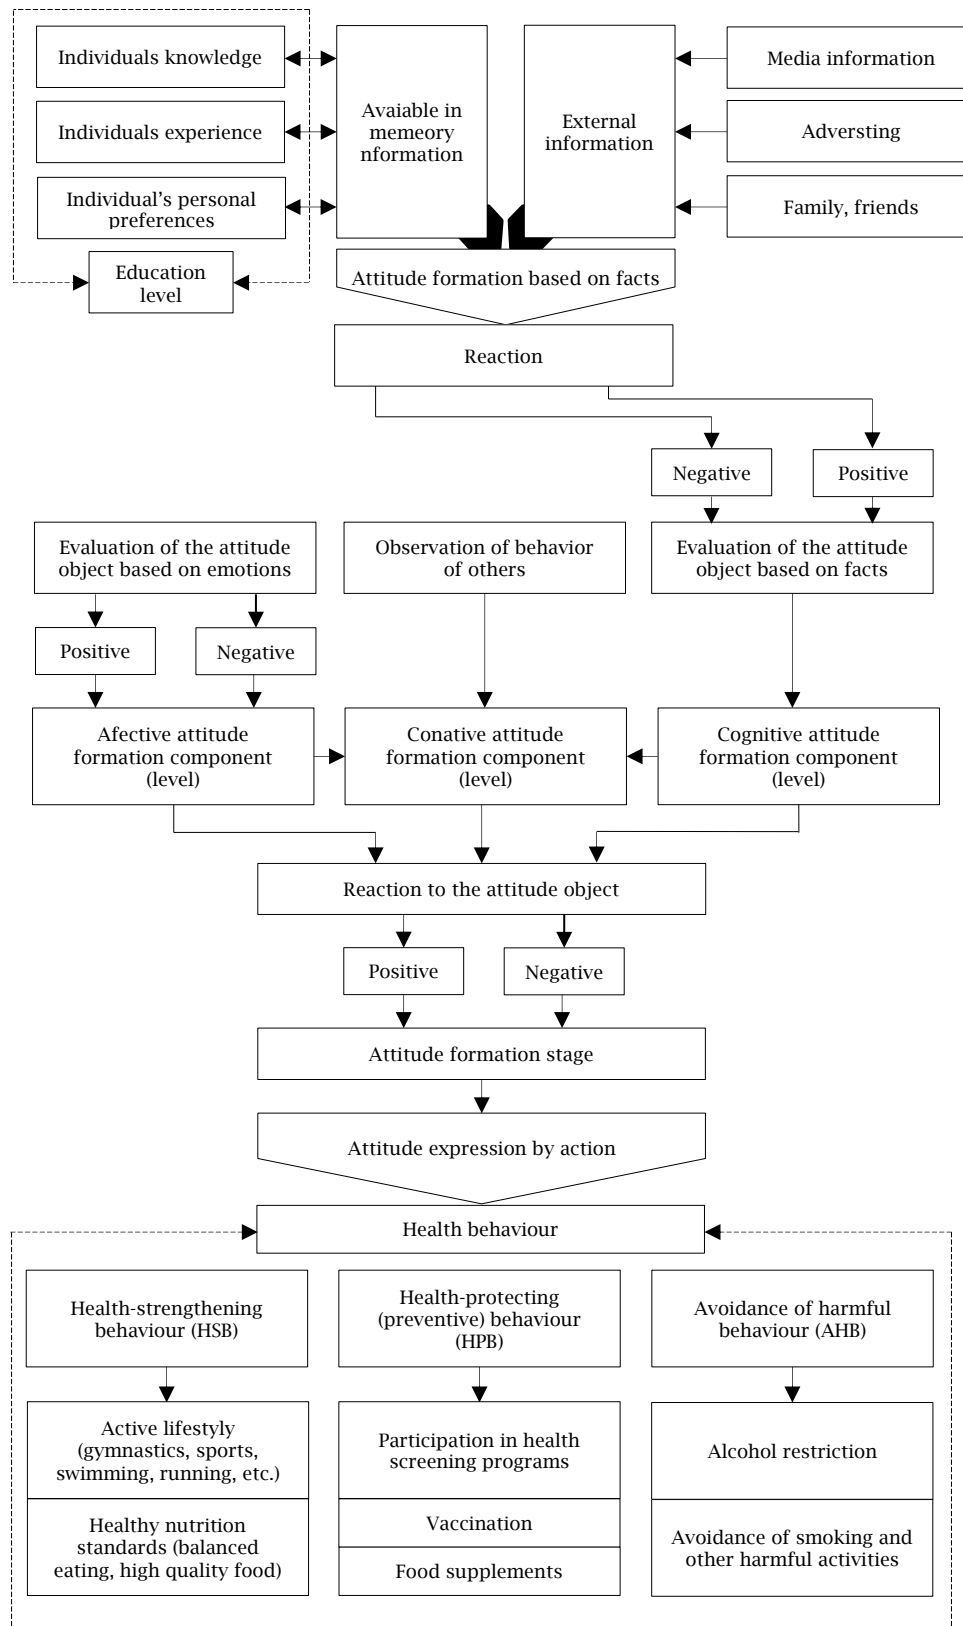 Individuals knowledge
Individuals experience
Individual’s personal
preferences
Education
level
Avaiable in
memeory
nformation
External
information
Media information
Adversting
Family, friends
Attitude formation based on facts
Reaction
Negative
Positive
Evaluation of the attitude
object based on emotions
Observation of behavior
of others
Evaluation of the attitude
object based on facts
Positive
Negative
Afective attitude
formation component
(level)
Conative attitude
formation component
(level)
Cognitive attitude
formation component
(level)
Reaction to the attitude object
Positive
Negative
Attitude formation stage
Attitude expression by action
Health behaviour
Health-strengthening
behaviour (HSB)
Health-protecting
(preventive) behaviour
(HPB)
Avoidance of harmful
behaviour (AHB)
Active lifestyly
(gymnastics, sports,
swimming, running, etc.)
Healthy nutrition
standards (balanced
eating, high quality food)
Participation in health
screening programs
Vaccination
Food supplements
Alcohol restriction
Avoidance of smoking and
other harmful activities